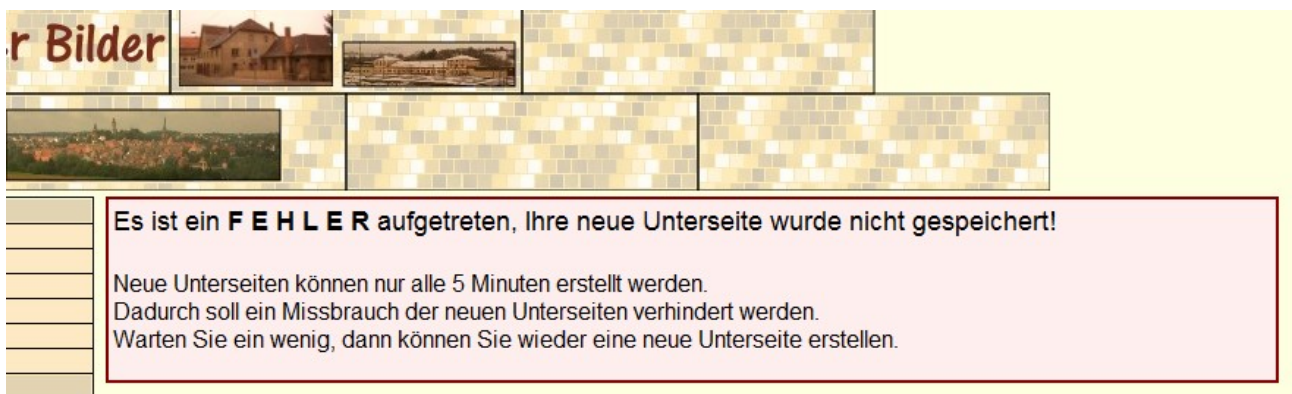 r Bilder
Es ist ein F E H L E R aufgetreten, Ihre neue Unterseite wurde nicht gespeichert!
Neue Unterseiten können nur alle 5 Minuten erstellt werden.
Dadurch soll ein Missbrauch der neuen Unterseiten verhindert werden.
Warten Sie ein wenig, dann können Sie wieder eine neue Unterseite erstellen.